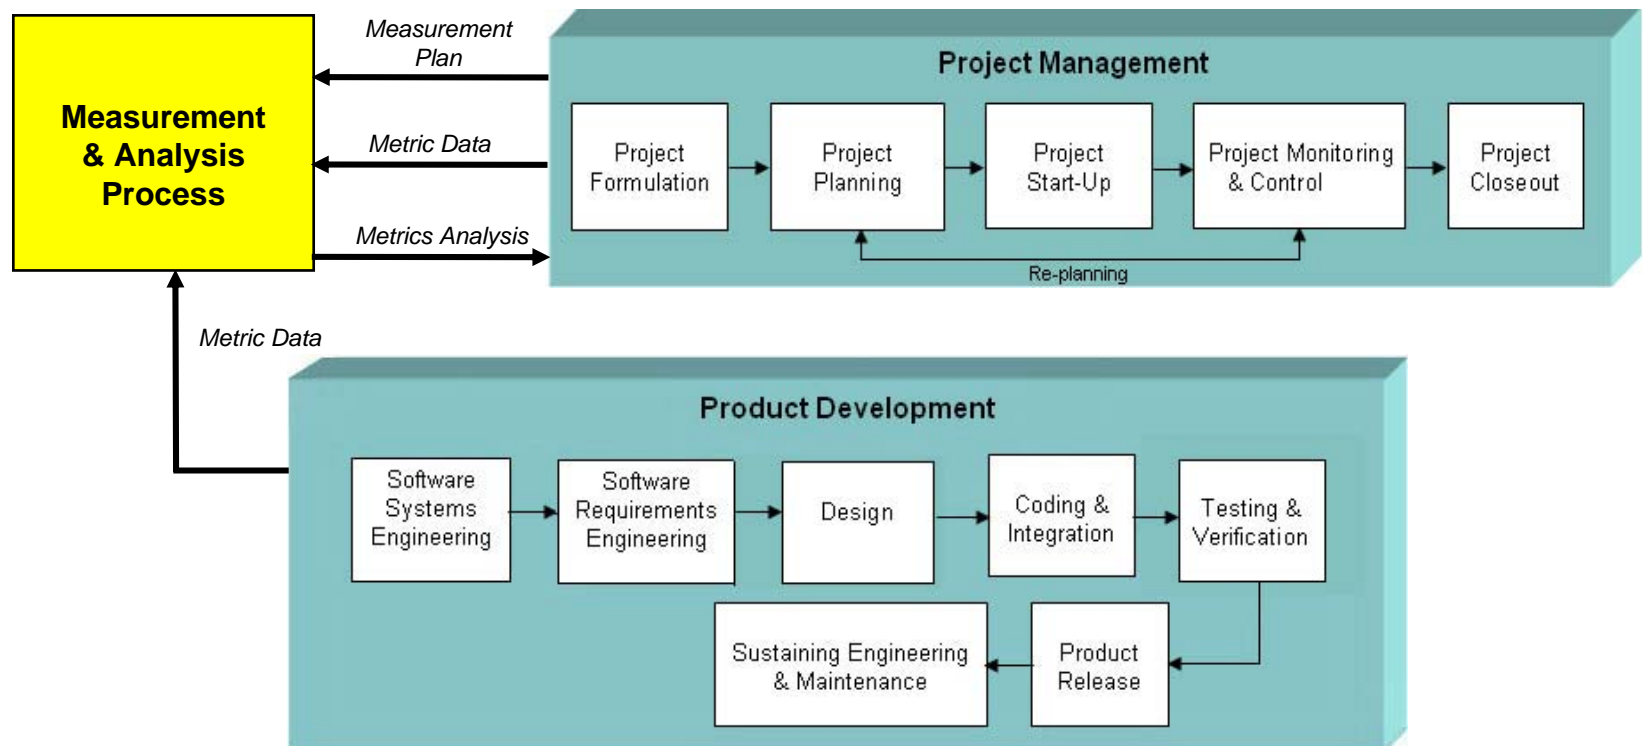 Measurement
& Analysis
Process
Measurement
Plan
Metric Data
Metrics Analysis
Metric Data
Project Management
Project
Formulation
Project
Planning
Project
Start-Up
Project Monitoring
& Control
Project
Closeout
Re-planning
Product Development
Software
Systems
Engineering
Software
Requirements
Engineering
Design
Coding &
Integration
Testing &
Verification
Sustaining Engineering
& Maintenance
Product
Release